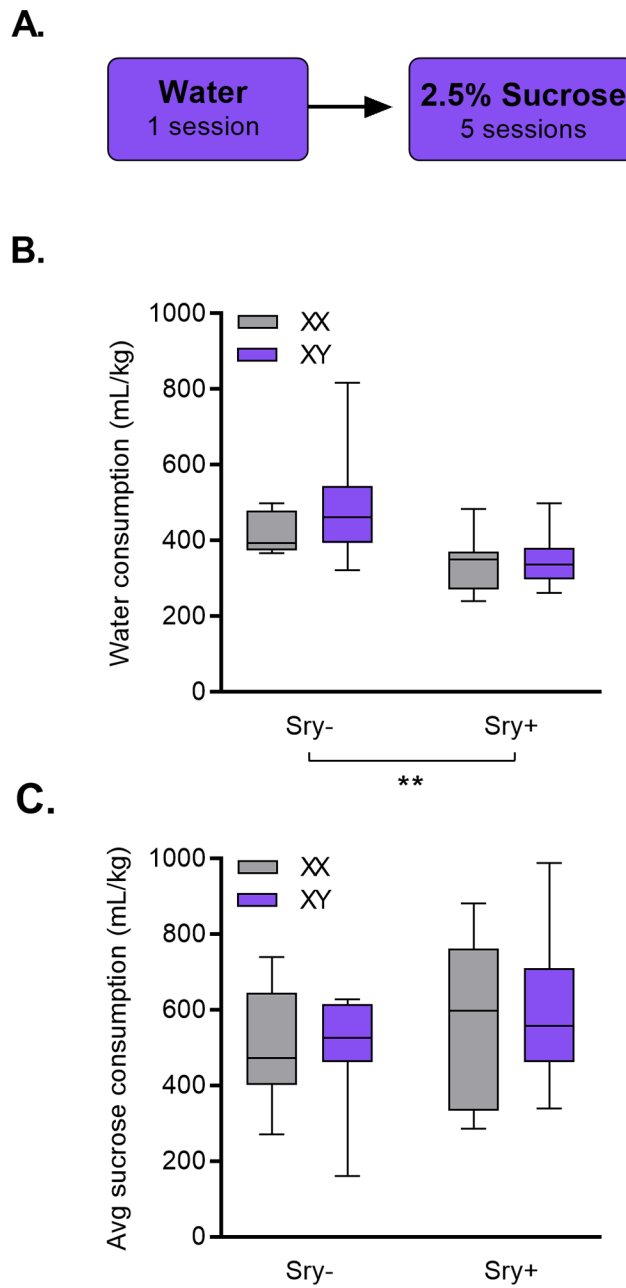 A.
Water
1 session
2.5% Sucrose
5 sessions
B.
Water consumption (mL/kg)
1000
800
600
400
200
0
XX
XY
Sry-
Sry+
**
C.
Avg sucrose consumption (mL/kg)
1000
800
600
400
200
0
XX
XY
Sry-
Sry+